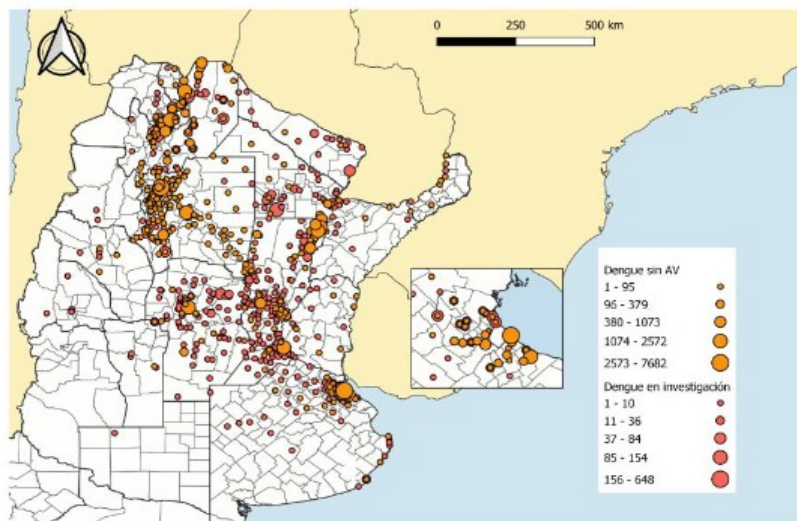 0 250 500 km
Dengue sin AV
1 - 95
96 - 379
380 - 1073
1074 - 2572
2573 - 7682
Dengue en investigación
1 - 10
11 - 36
37 - 84
85 - 154
156 - 648